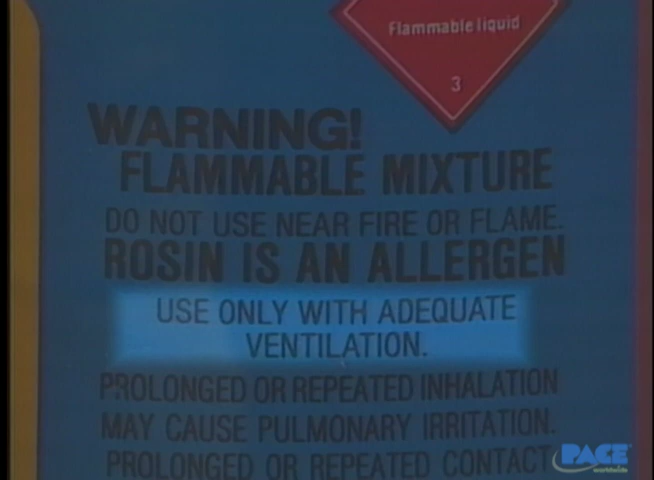 Flammable liquid
3
WARNING!
FLAMMABLE MIXTURE
DO NOT USE NEAR FIRE OR FLAME.
ROSIN IS AN ALLERGEN
USE ONLY WITH ADEQUATE
VENTILATION.
PROLONGED OR REPEATED INHALATION
MAY CAUSE PULMONARY IRRITATION.
PROLONGED OR REPEATED CONTACT
PACE
worldwide